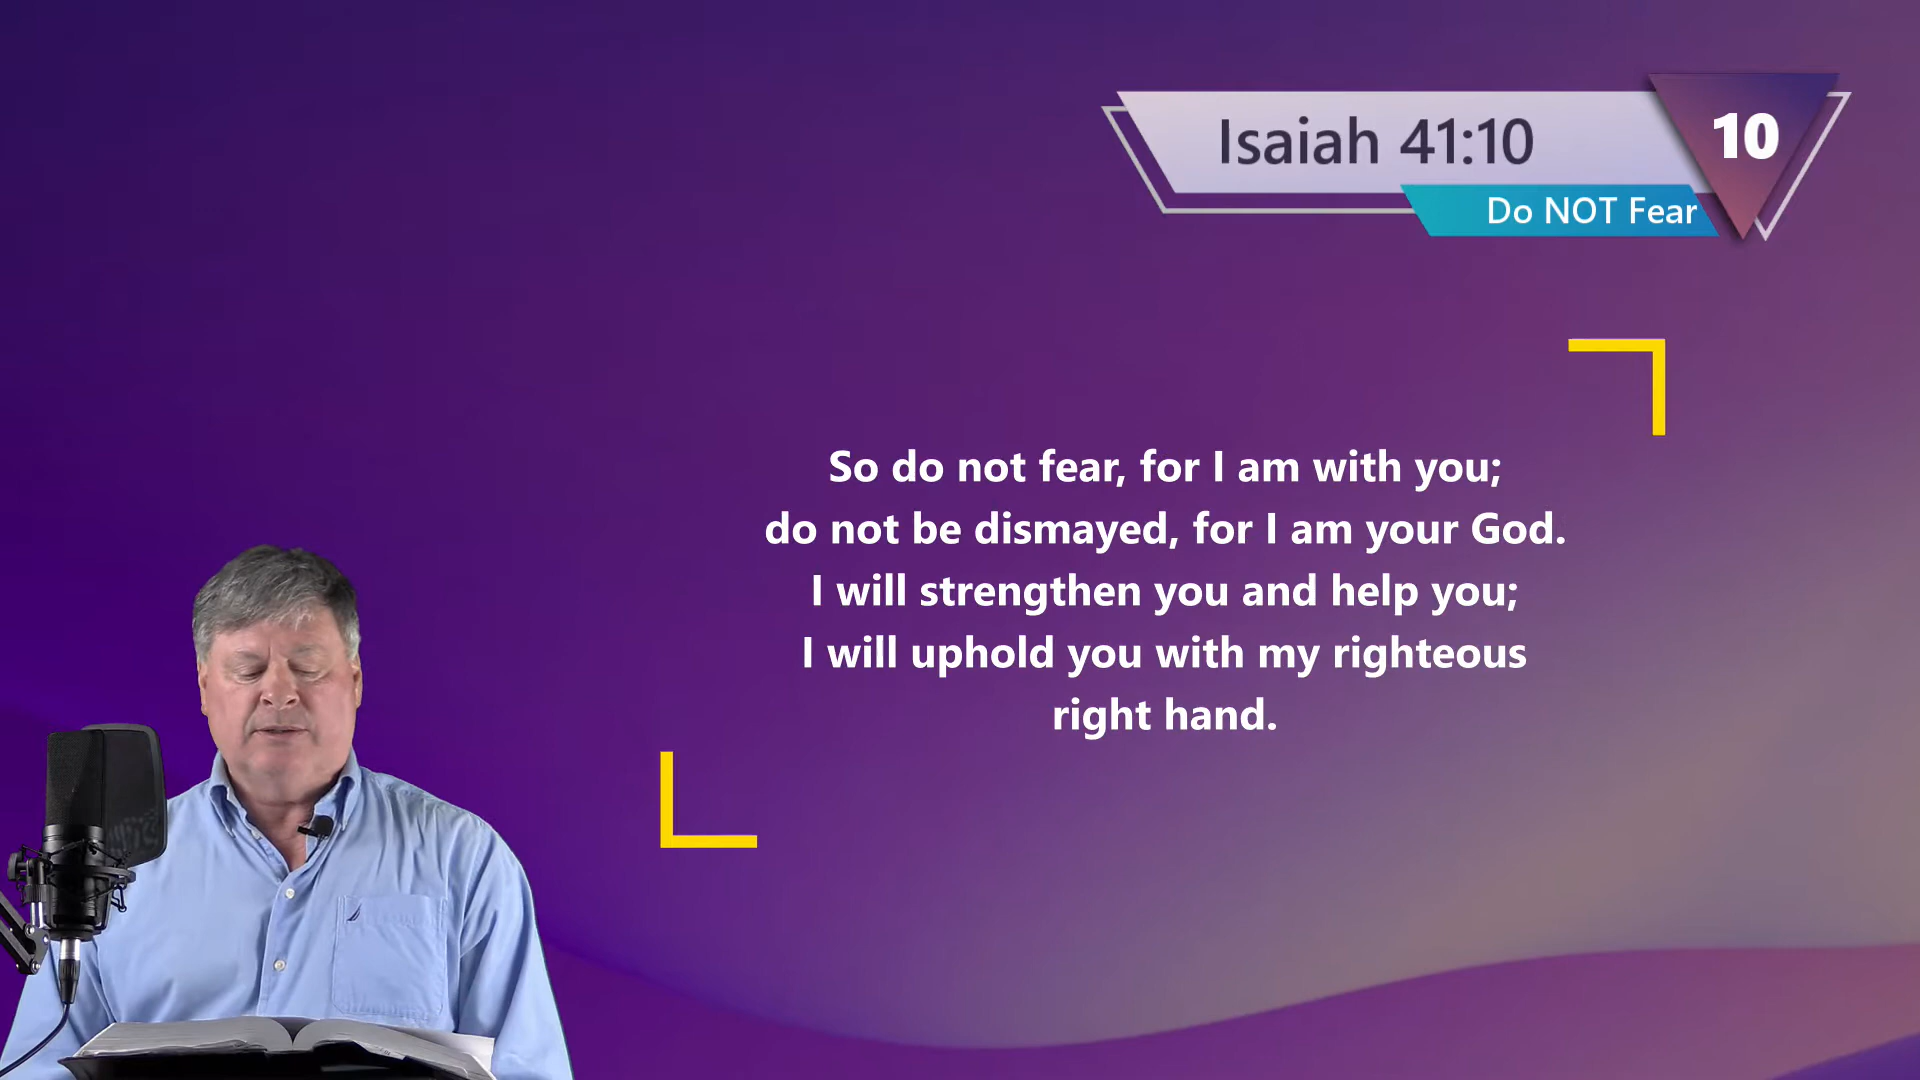 Isaiah 41:10
10
Do NOT Fear
So do not fear, for I am with you;
do not be dismayed, for I am your God.
I will strengthen you and help you;
I will uphold you with my righteous
right hand.